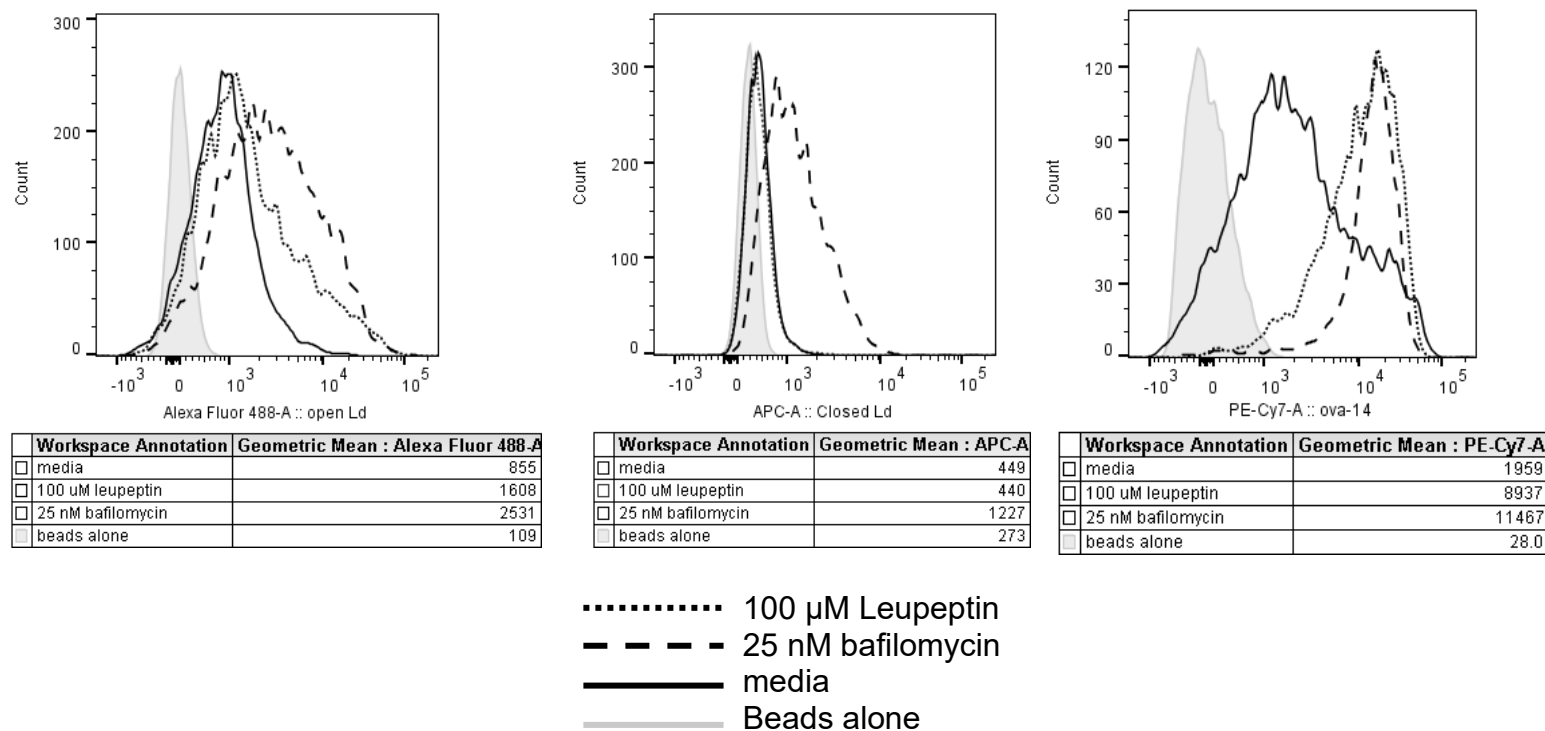 300
200
100
0
Count
-10^3 0 10^3 10^4 10^5
Alexa Fluor 488-A :: open Ld
300
200
100
0
Count
-10^3 0 10^3 10^4 10^5
APC-A :: Closed Ld
120
90
60
30
0
Count
-10^3 0 10^3 10^4 10^5
PE-Cy7-A :: ova-14
Workspace Annotation Geometric Mean : Alexa Fluor 488-A
media 855
100 uM leupeptin 1608
25 nM bafilomycin 2531
beads alone 109
Workspace Annotation Geometric Mean : APC-A
media 449
100 uM leupeptin 440
25 nM bafilomycin 1227
beads alone 273
Workspace Annotation Geometric Mean : PE-Cy7-A
media 1959
100 uM leupeptin 8937
25 nM bafilomycin 11467
beads alone 28.0
100 µM Leupeptin
25 nM bafilomycin
media
Beads alone